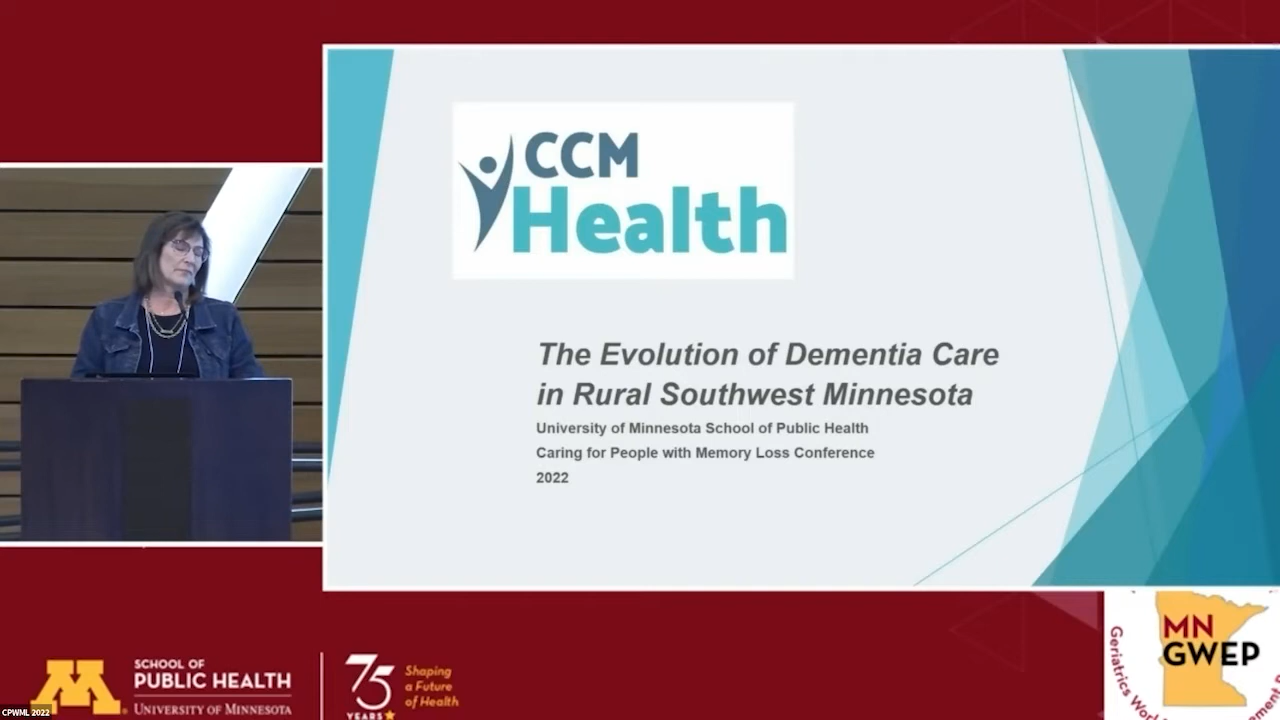 CCM
Health
The Evolution of Dementia Care
in Rural Southwest Minnesota
University of Minnesota School of Public Health
Caring for People with Memory Loss Conference
2022
M
SCHOOL OF
PUBLIC HEALTH
UNIVERSITY OF MINNESOTA
75
YEARS
Shaping
a Future
of Health
MN
GWEP
Geriatrics
CPWML 2022